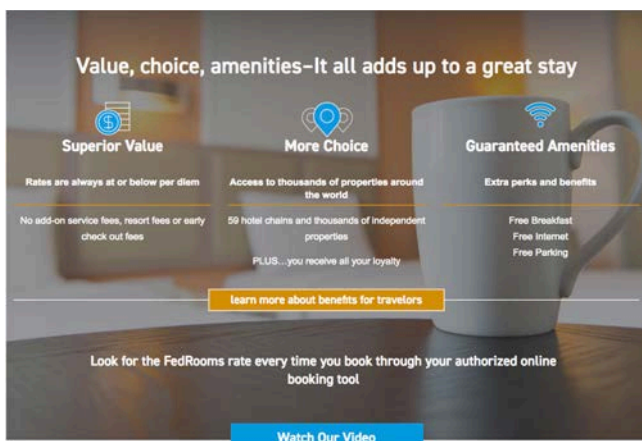 Value, choice, amenities–It all adds up to a great stay
Superior Value
Rates are always at or below per diem
No add-on service fees, resort fees or early
check out fees
More Choice
Access to thousands of properties around
the world
59 hotel chains and thousands of independent
properties
PLUS...you receive all your loyalty
Guaranteed Amenities
Extra perks and benefits
Free Breakfast
Free Internet
Free Parking
learn more about benefits for travelors
Look for the FedRooms rate every time you book through your authorized online
booking tool
Watch Our Video